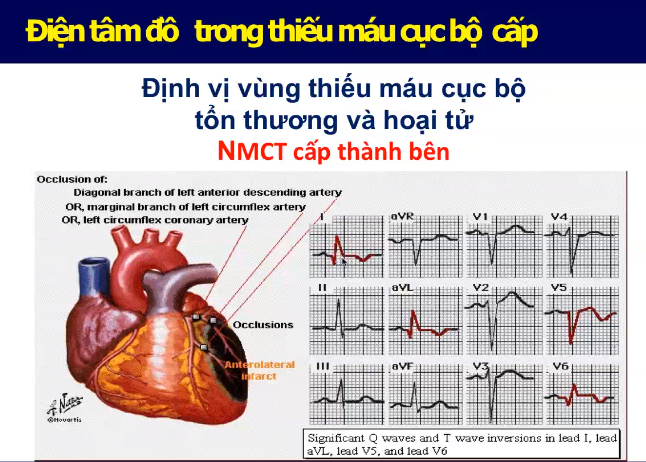 Điện tâm đồ trong thiếu máu cục bộ cấp
Định vị vùng thiếu máu cục bộ
tổn thương và hoại tử
NMCT cấp thành bên
Occlusion of:
Diagonal branch of left anterior descending artery
OR, marginal branch of left circumflex artery
OR, left circumflex coronary artery
Occlusions
Anterolateral
infarct
©Novartis
I
aVR
V1
V4
II
aVL
V2
V5
III
aVF
V3
V6
Significant Q waves and T wave inversions in lead I, lead
aVL, lead V5, and lead V6